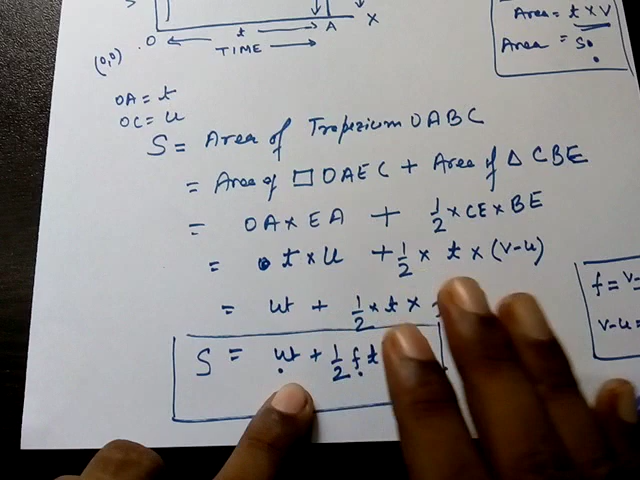 Area = t x V
Area = S
t
O A X
(0,0)
TIME
OA = t
OC = u
S = Area of Trapezium OABC
= Area of □ OAEC + Area of Δ CBE
= OA x EA + 1/2 x CE x BE
= t x u + 1/2 x t x (v-u)
= ut + 1/2 x t x
S = ut + 1/2 f t
f = v-
v-u =